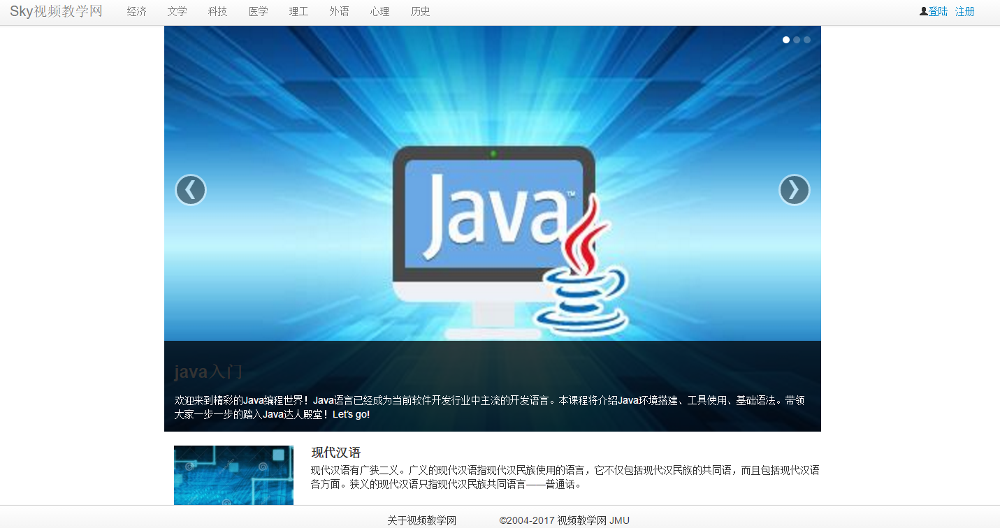 Sky视频教学网 经济 文学 科技 医学 理工 外语 心理 历史 登陆 注册
Java™
java入门
欢迎来到精彩的Java编程世界！Java语言已经成为当前软件开发行业中主流的开发语言。本课程将介绍Java环境搭建、工具使用、基础语法。带领
大家一步一步的踏入Java达人殿堂！Let's go!
现代汉语
现代汉语有广狭二义。广义的现代汉语指现代汉民族使用的语言，它不仅包括现代汉民族的共同语，而且包括现代汉语
各方面。狭义的现代汉语只指现代汉民族共同语言——普通话。
关于视频教学网 ©2004-2017 视频教学网 JMU